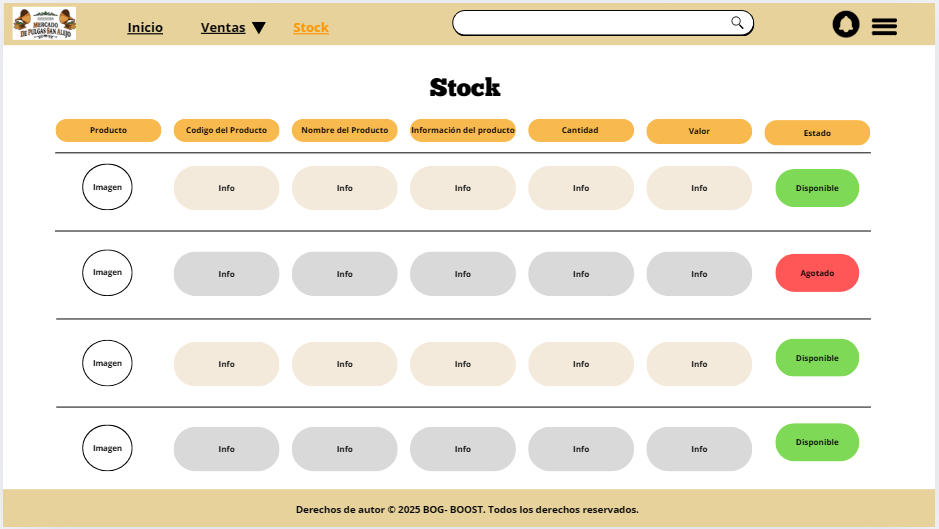 MERCADO
DE PULGAS SAN ALEJO
Inicio
Ventas
Stock
Stock
Producto
Codigo del Producto
Nombre del Producto
Información del producto
Cantidad
Valor
Estado
Imagen
Info
Info
Info
Info
Info
Disponible
Imagen
Info
Info
Info
Info
Info
Agotado
Imagen
Info
Info
Info
Info
Info
Disponible
Imagen
Info
Info
Info
Info
Info
Disponible
Derechos de autor © 2025 BOG- BOOST. Todos los derechos reservados.